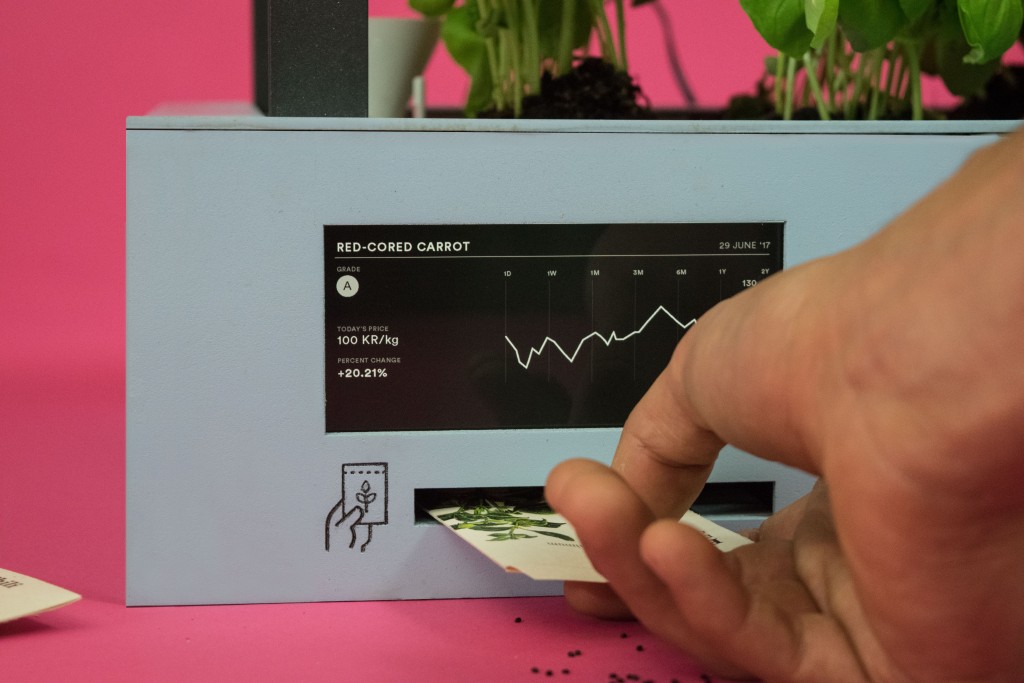 RED-CORED CARROT
29 JUNE '17
GRADE
A
1D 1W 1M 3M 6M 1Y 2Y
130
TODAY'S PRICE
100 KR/kg
PERCENT CHANGE
+20.21%